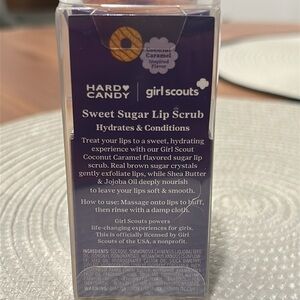 Coconut
Caramel
Inspired
Flavor
HARD CANDY | girl scouts
Sweet Sugar Lip Scrub
Hydrates & Conditions
Treat your lips to a sweet, hydrating
experience with our Girl Scout
Coconut Caramel flavored sugar lip
scrub. Real brown sugar crystals
gently exfoliate lips, while Shea Butter
& Jojoba Oil deeply nourish
to leave your lips soft & smooth.
How to use: Massage onto lips to buff,
then rinse with a damp cloth.
Girl Scouts powers
life-changing experiences for girls.
This is officially licensed by Girl
Scouts of the USA, a nonprofit.
INGREDIENTS: SUCROSE,